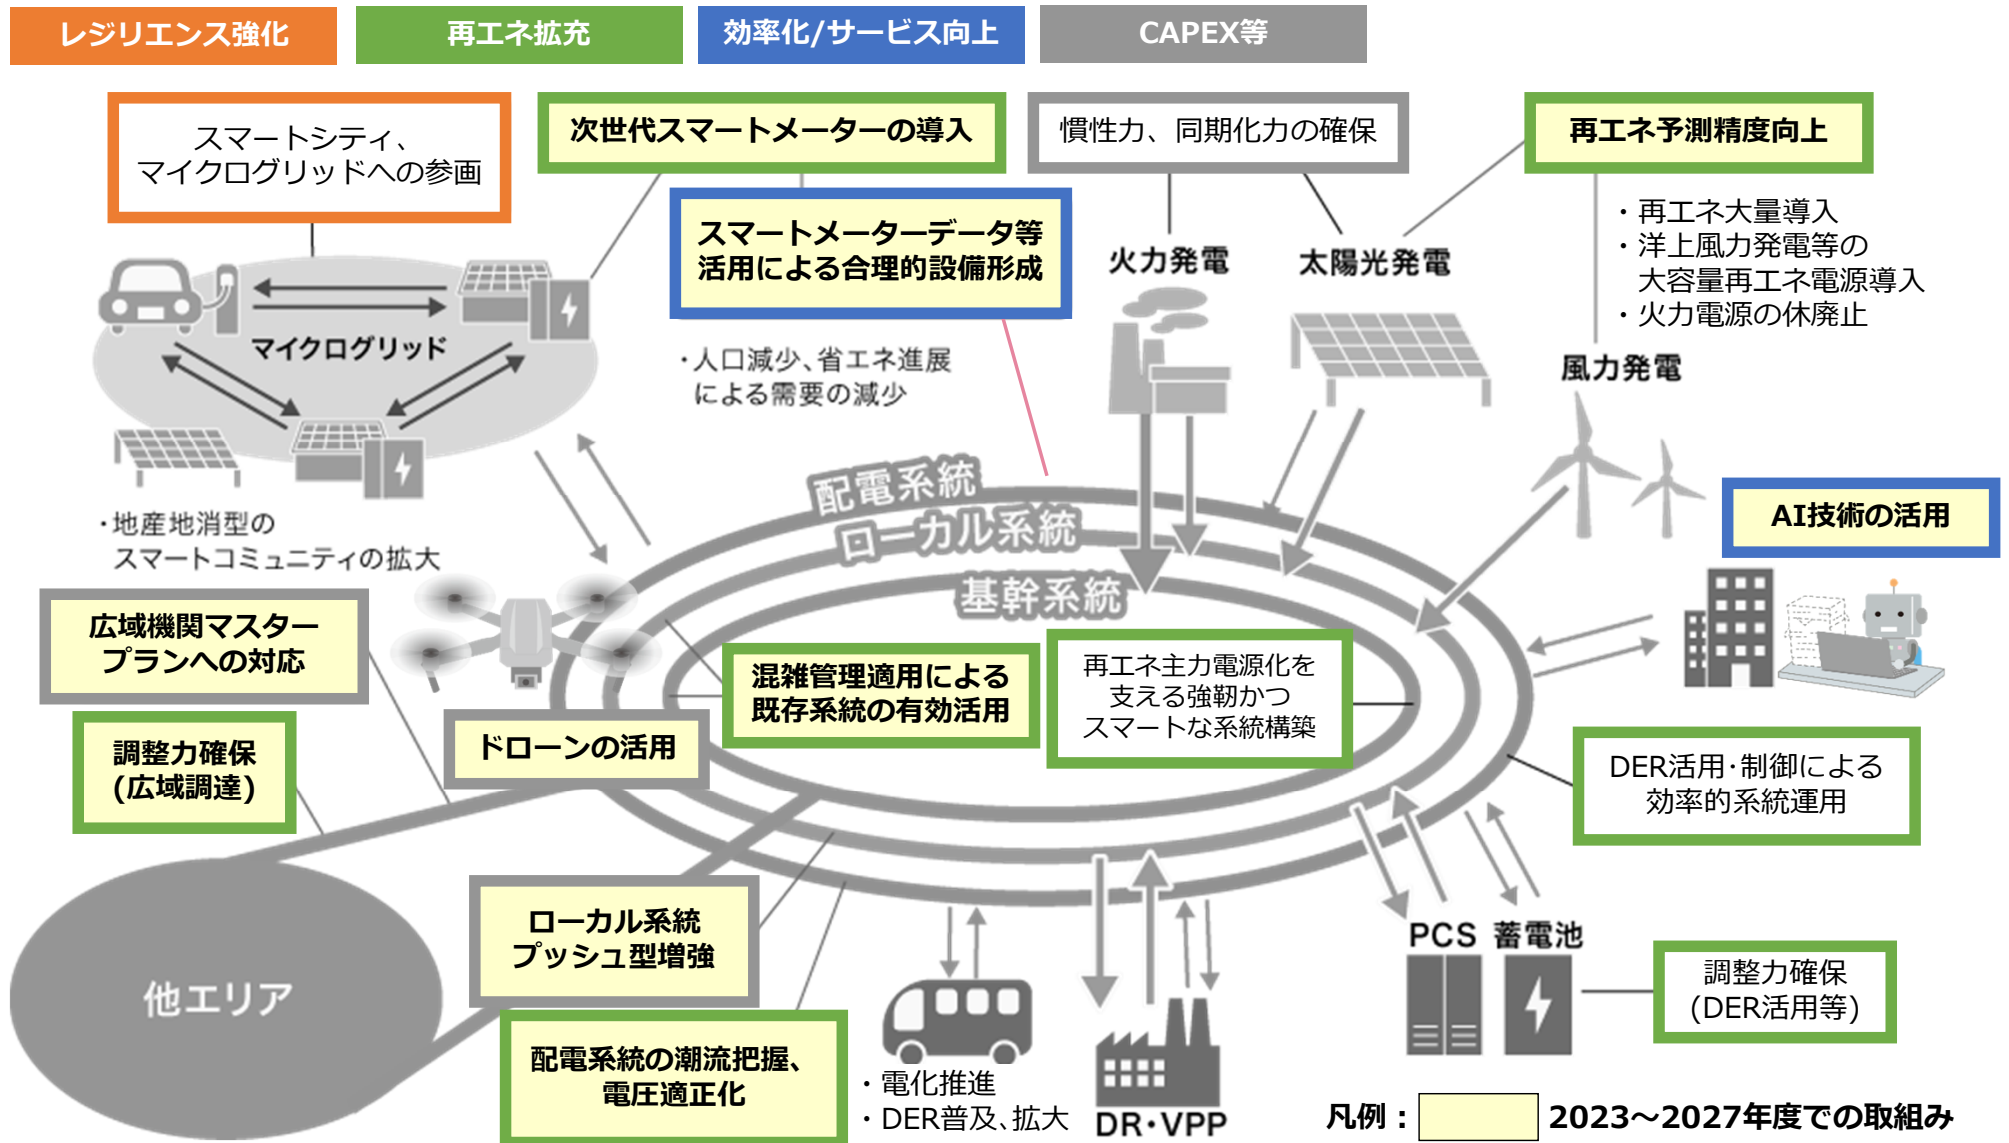 レジリエンス強化
再エネ拡充
効率化/サービス向上
CAPEX等
スマートシティ、
マイクログリッドへの参画
次世代スマートメーターの導入
慣性力、同期化力の確保
再エネ予測精度向上
スマートメーターデータ等
活用による合理的設備形成
・再エネ大量導入
・洋上風力発電等の
大容量再エネ電源導入
・火力電源の休廃止
火力発電
太陽光発電
風力発電
マイクログリッド
・人口減少、省エネ進展
による需要の減少
・地産地消型の
スマートコミュニティの拡大
配電系統
ローカル系統
基幹系統
AI技術の活用
広域機関マスター
プランへの対応
調整力確保
(広域調達)
ドローンの活用
混雑管理適用による
既存系統の有効活用
再エネ主力電源化を
支える強靭かつ
スマートな系統構築
DER活用・制御による
効率的系統運用
他エリア
ローカル系統
プッシュ型増強
配電系統の潮流把握、
電圧適正化
・電化推進
・DER普及、拡大
DR・VPP
PCS
蓄電池
調整力確保
(DER活用等)
凡例：
2023～2027年度での取組み